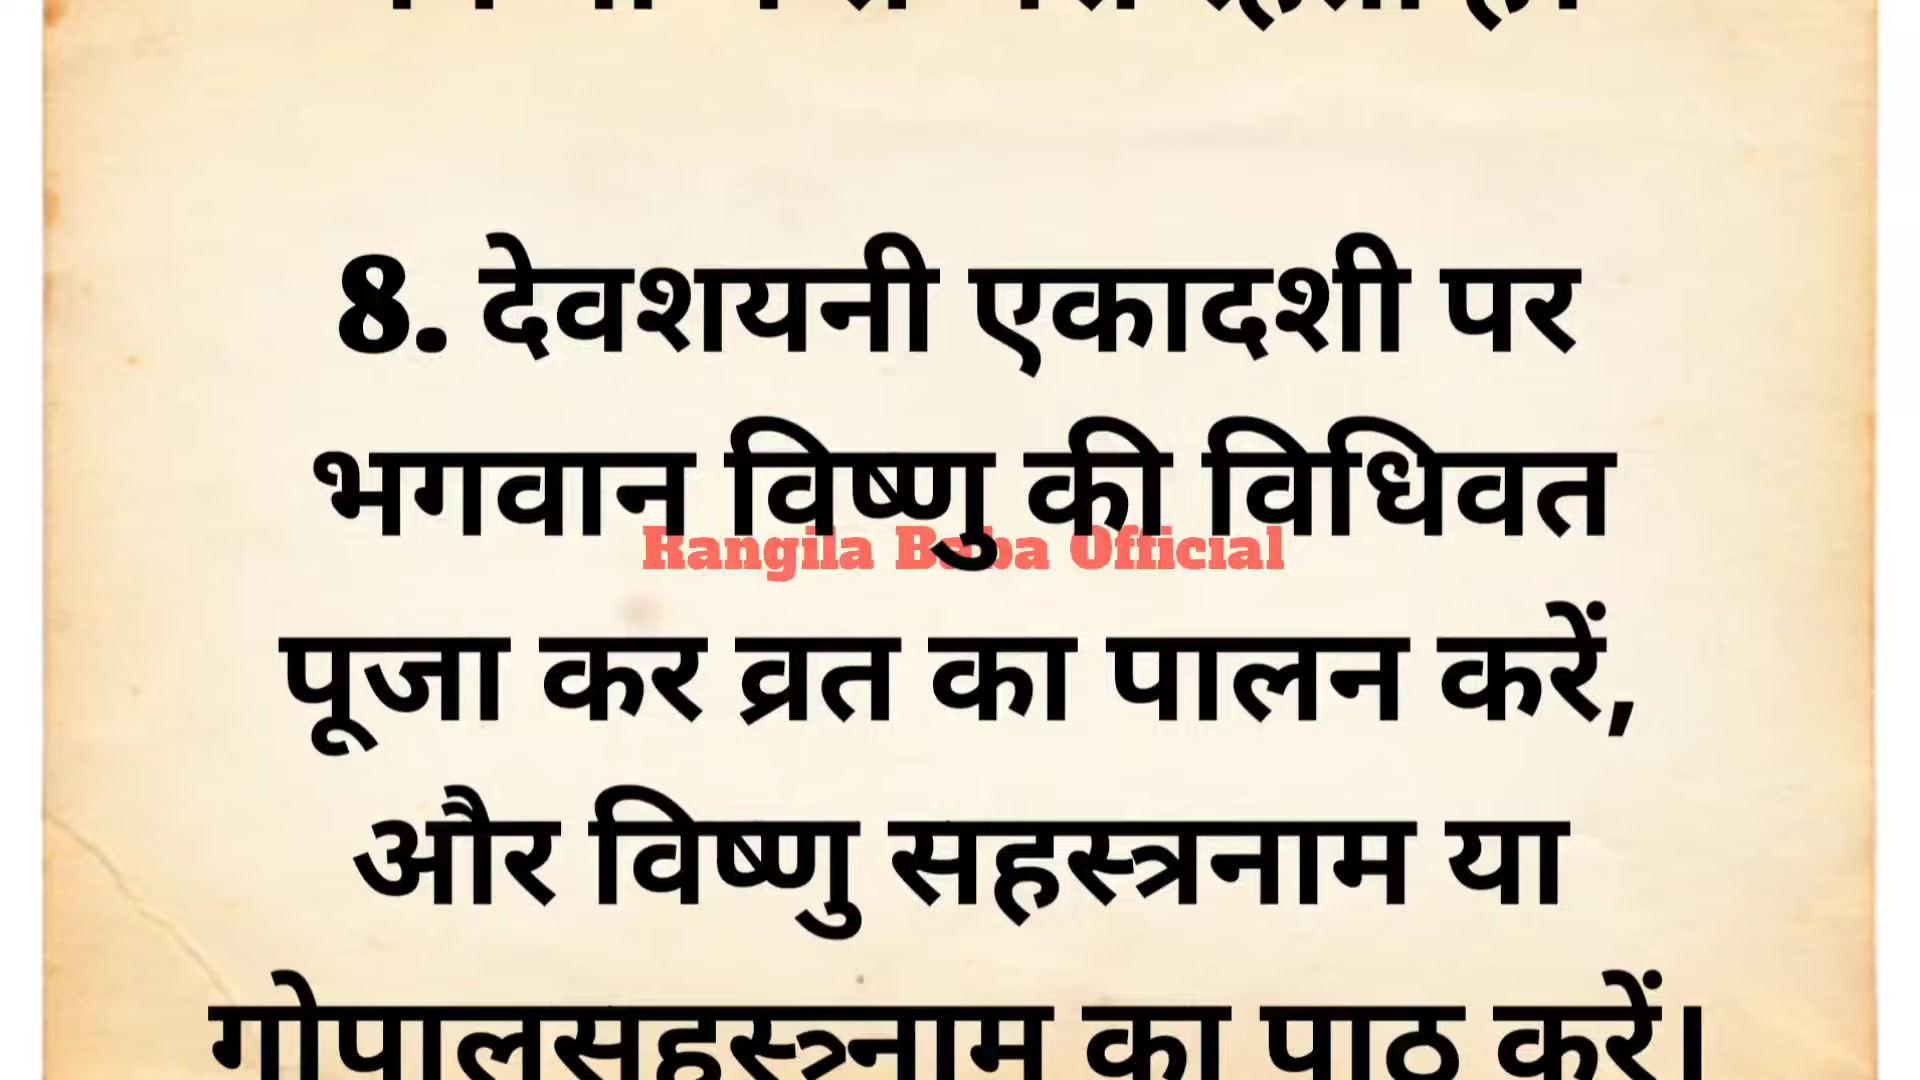 8. देवशयनी एकादशी पर
भगवान विष्णु की विधिवत
Rangila Baba Official
पूजा कर व्रत का पालन करें,
और विष्णु सहस्त्रनाम या
गोपालसहस्त्रनाम का पाठ करें।